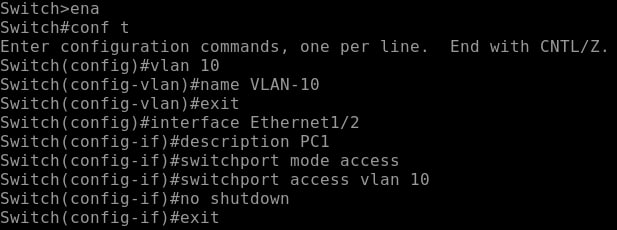 Switch>ena
Switch#conf t
Enter configuration commands, one per line.  End with CNTL/Z.
Switch(config)#vlan 10
Switch(config-vlan)#name VLAN-10
Switch(config-vlan)#exit
Switch(config)#interface Ethernet1/2
Switch(config-if)#description PC1
Switch(config-if)#switchport mode access
Switch(config-if)#switchport access vlan 10
Switch(config-if)#no shutdown
Switch(config-if)#exit